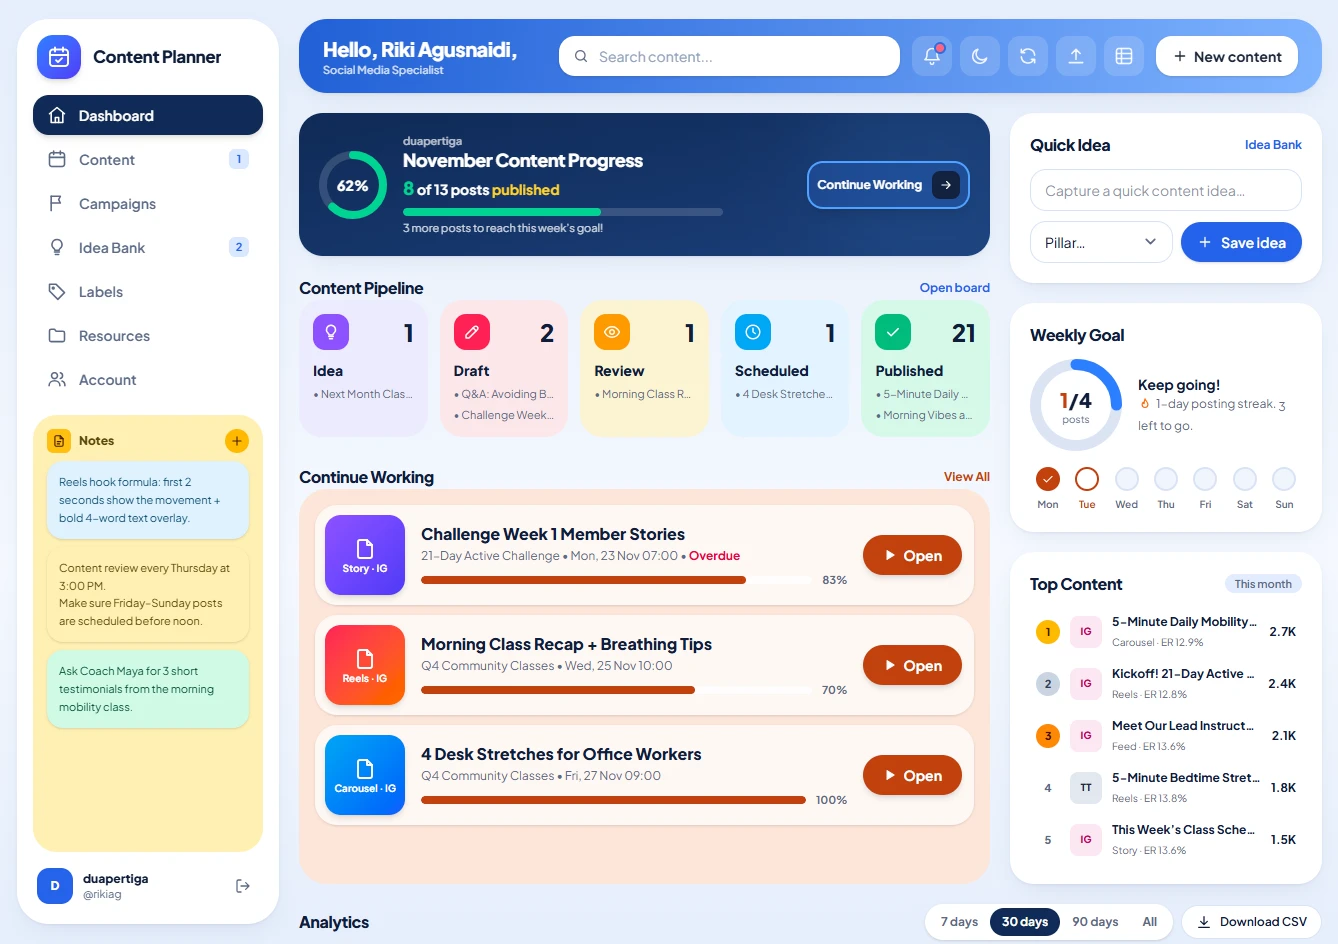 Content Planner
Dashboard
Content 1
Campaigns
Idea Bank 2
Labels
Resources
Account
Notes
Reels hook formula: first 2
seconds show the movement +
bold 4-word text overlay.
Content review every Thursday at
3:00 PM.
Make sure Friday-Sunday posts
are scheduled before noon.
Ask Coach Maya for 3 short
testimonials from the morning
mobility class.
D
duapertiga
@rikiag
Hello, Riki Agusnaidi,
Social Media Specialist
Search content...
+ New content
62%
duapertiga
November Content Progress
8 of 13 posts published
3 more posts to reach this week's goal!
Continue Working
Content Pipeline
Open board
1
Idea
• Next Month Clas...
2
Draft
• Q&A: Avoiding B...
• Challenge Week...
1
Review
• Morning Class R...
1
Scheduled
• 4 Desk Stretche...
21
Published
• 5-Minute Daily ...
• Morning Vibes a...
Continue Working
View All
Story · IG
Challenge Week 1 Member Stories
21-Day Active Challenge • Mon, 23 Nov 07:00 • Overdue
83%
Open
Reels · IG
Morning Class Recap + Breathing Tips
Q4 Community Classes • Wed, 25 Nov 10:00
70%
Open
Carousel · IG
4 Desk Stretches for Office Workers
Q4 Community Classes • Fri, 27 Nov 09:00
100%
Open
Analytics
7 days 30 days 90 days All
Download CSV
Quick Idea
Idea Bank
Capture a quick content idea...
Pillar...
+ Save idea
Weekly Goal
1/4
posts
Keep going!
1-day posting streak. 3
left to go.
Mon Tue Wed Thu Fri Sat Sun
Top Content
This month
1 IG 5-Minute Daily Mobility... 2.7K
Carousel · ER 12.9%
2 IG Kickoff! 21-Day Active ... 2.4K
Reels · ER 12.8%
3 IG Meet Our Lead Instruct... 2.1K
Feed · ER 13.6%
4 TT 5-Minute Bedtime Stret... 1.8K
Reels · ER 13.8%
5 IG This Week's Class Sche... 1.5K
Story · ER 13.6%